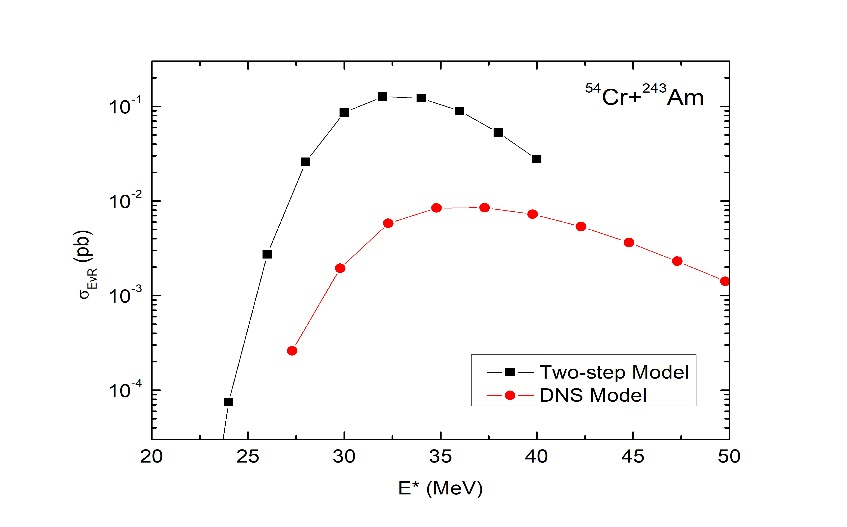 ⁵⁴Cr+²⁴³Am
10⁻¹
10⁻²
10⁻³
10⁻⁴
σEvR (pb)
Two-step Model
DNS Model
20 25 30 35 40 45 50
E* (MeV)